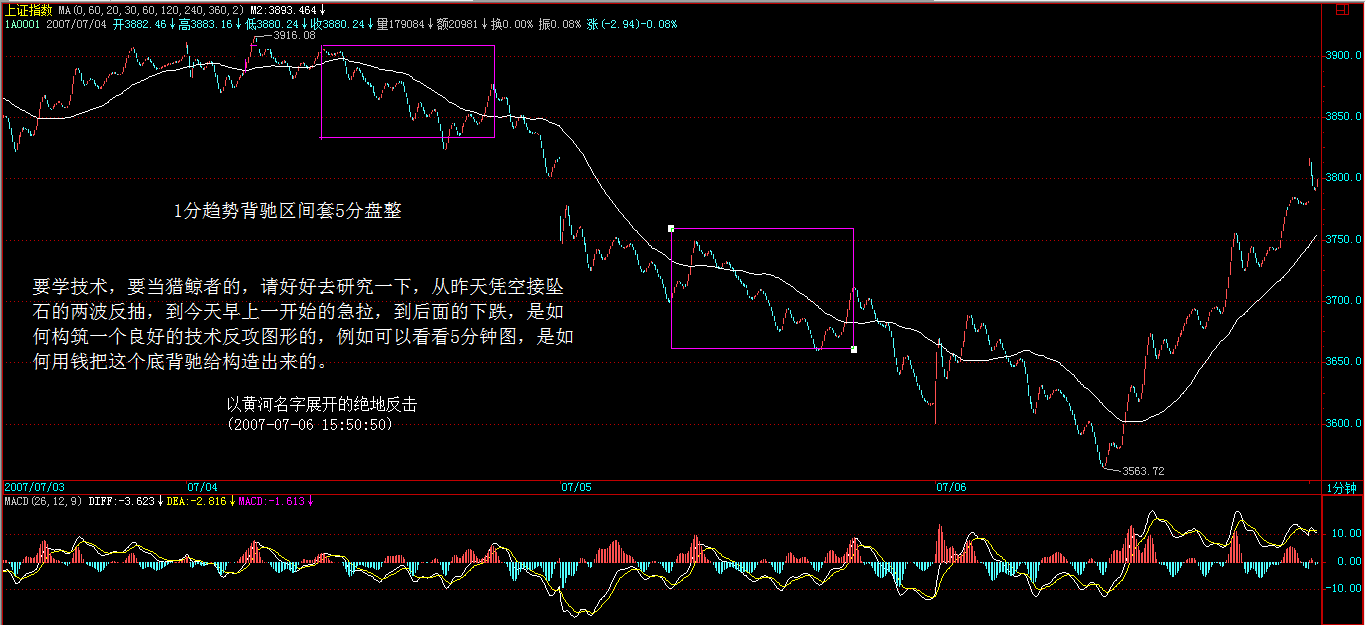 上证指数 MA(0,60,20,30,60,120,240,360,2) M2:3893.464↓
1A0001 2007/07/04 开3882.46↓高3883.16↓低3880.24↓收3880.24↓量179084↓额20981↓换0.00% 振0.08% 涨(-2.94)-0.08%
3916.08
3900.0
3850.0
3800.0
1分趋势背驰区间套5分盘整
3750.0
要学技术，要当猎鲸者的，请好好去研究一下，从昨天凭空接坠
石的两波反抽，到今天早上一开始的急拉，到后面的下跌，是如
何构筑一个良好的技术反攻图形的，例如可以看看5分钟图，是如
何用钱把这个底背驰给构造出来的。
3700.0
3650.0
以黄河名字展开的绝地反击
(2007-07-06 15:50:50)
3600.0
3563.72
2007/07/03 07/04 07/05 07/06 1分钟
MACD(26,12,9) DIFF:-3.623↓ DEA:-2.816↓ MACD:-1.613↓
10.00
0.00
-10.00